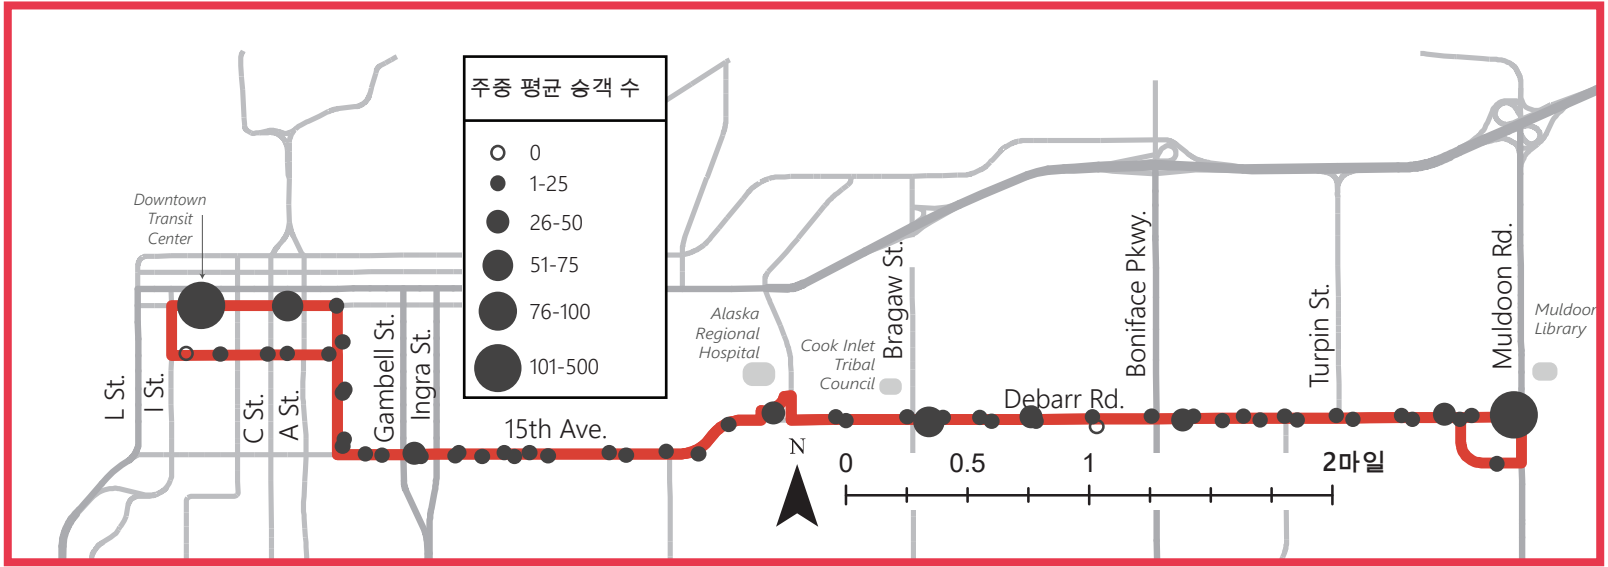 주중 평균 승객 수
0
1-25
26-50
51-75
76-100
101-500
Downtown
Transit
Center
L St.
I St.
C St.
A St.
Gambell St.
Ingra St.
15th Ave.
Alaska
Regional
Hospital
Cook Inlet
Tribal
Council
Bragaw St.
Debarr Rd.
Boniface Pkwy.
Turpin St.
Muldoon Rd.
Muldoon
Library
N
0
0.5
1
2마일